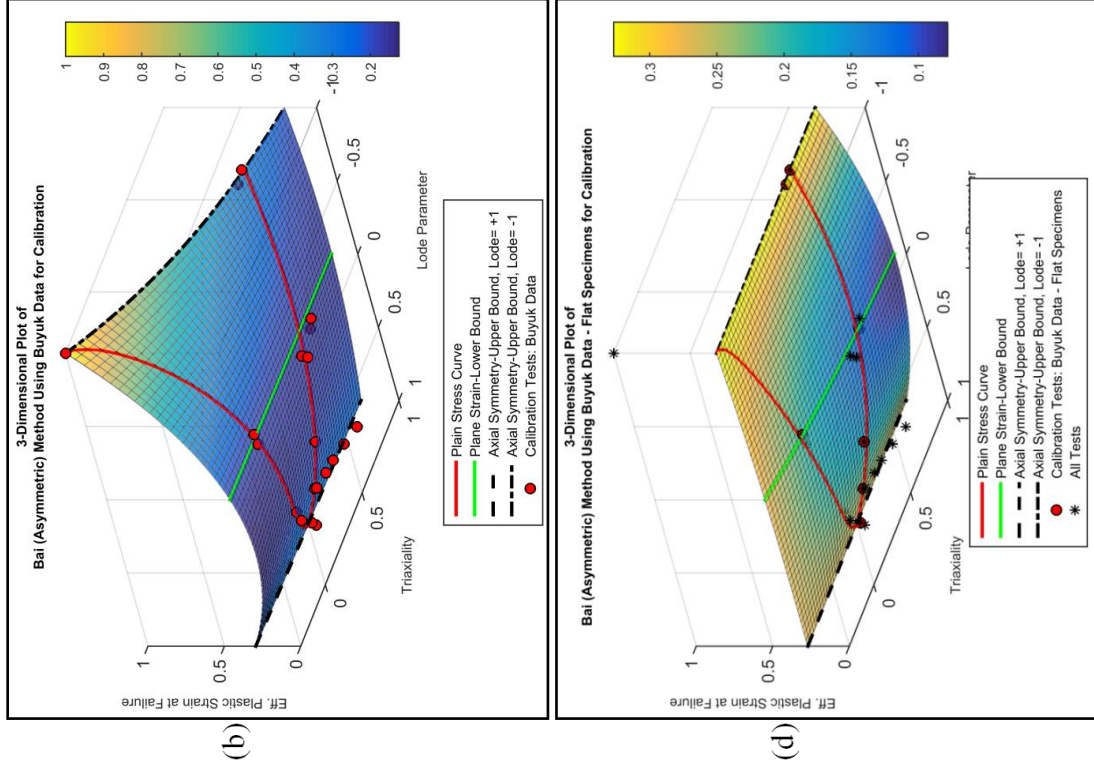 (b)
3-Dimensional Plot of
Bai (Asymmetric) Method Using Buyuk Data for Calibration
Eff. Plastic Strain at Failure
1
0.5
0
Triaxiality
0
0.5
1
Lode Parameter
1
0.5
0
-0.5
-1
1
0.9
0.8
0.7
0.6
0.5
0.4
0.3
0.2
Plain Stress Curve
Plane Strain-Lower Bound
Axial Symmetry-Upper Bound, Lode= +1
Axial Symmetry-Upper Bound, Lode= -1
Calibration Tests: Buyuk Data
(d)
3-Dimensional Plot of
Bai (Asymmetric) Method Using Buyuk Data - Flat Specimens for Calibration
Eff. Plastic Strain at Failure
1
0.5
0
Triaxiality
0
0.5
1
1
0.5
0
-0.5
-1
0.3
0.25
0.2
0.15
0.1
Plain Stress Curve
Plane Strain-Lower Bound
Axial Symmetry-Upper Bound, Lode= +1
Axial Symmetry-Upper Bound, Lode= -1
Calibration Tests: Buyuk Data - Flat Specimens
All Tests